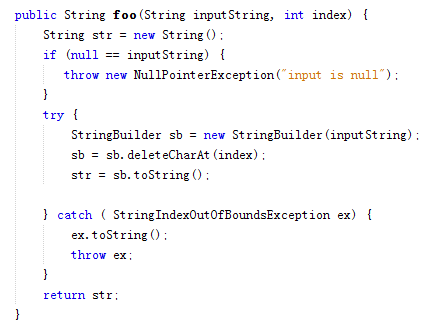 public String foo(String inputString, int index) {
    String str = new String();
    if (null == inputString) {
       throw new NullPointerException("input is null");
    }
    try {
        StringBuilder sb = new StringBuilder(inputString);
        sb = sb.deleteCharAt(index);
        str = sb.toString();

    } catch ( StringIndexOutOfBoundsException ex) {
        ex.toString();
        throw ex;
    }
    return str;
}